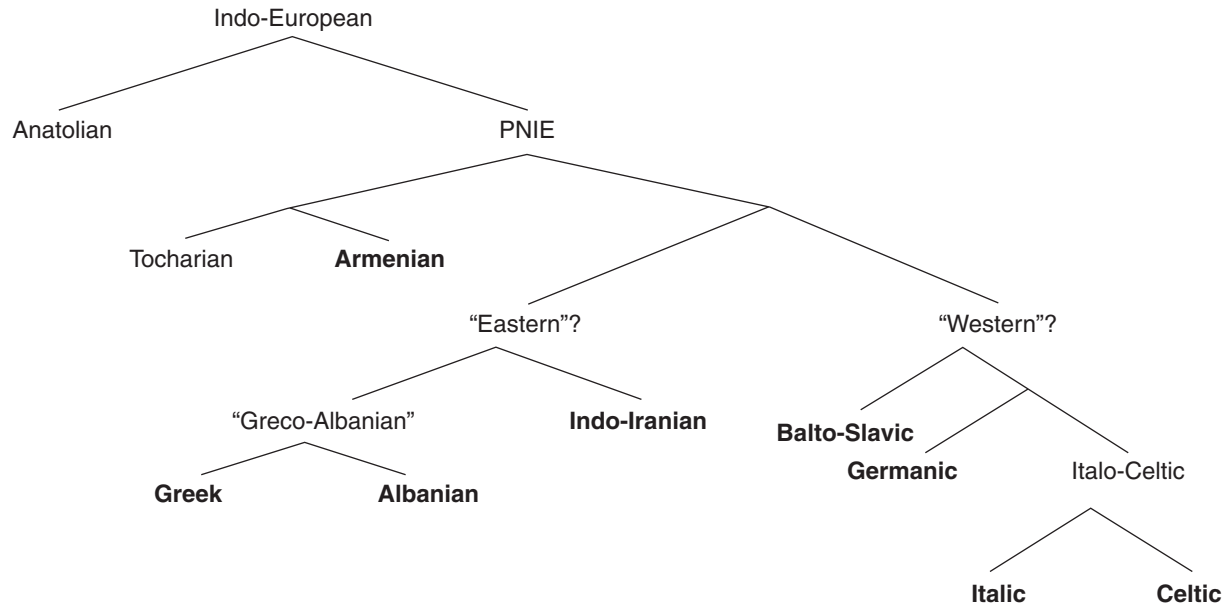 Indo-European
Anatolian
PNIE
Tocharian
Armenian
“Eastern”?
“Western”?
“Greco-Albanian”
Indo-Iranian
Balto-Slavic
Germanic
Italo-Celtic
Greek
Albanian
Italic
Celtic